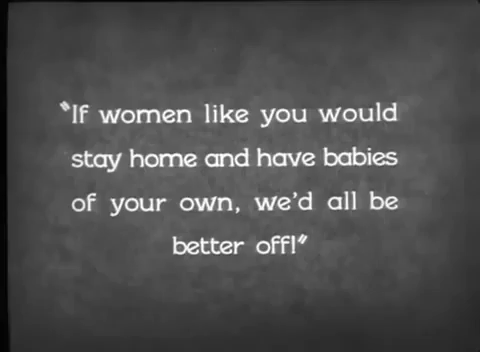 "If women like you would
stay home and have babies
of your own, we'd all be
better off!"